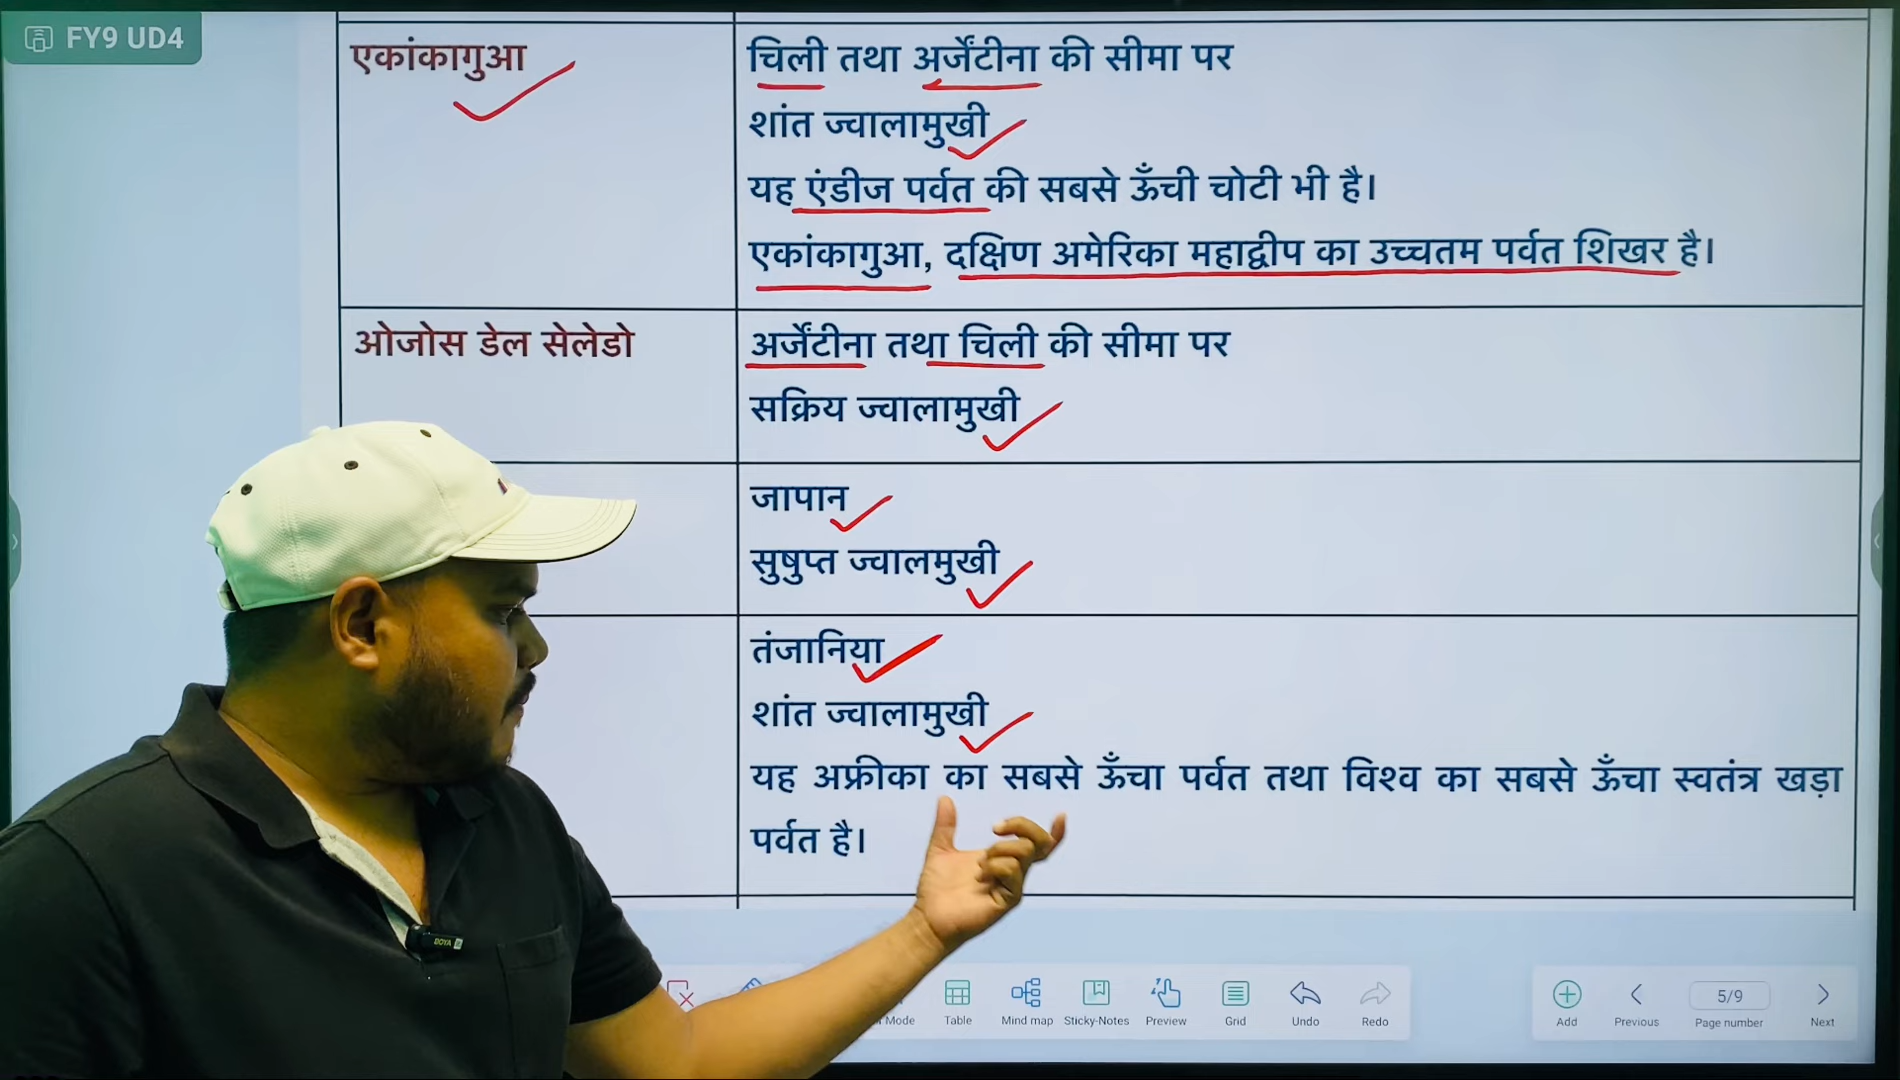 FY9 UD4
एकांकागुआ
चिली तथा अर्जेंटीना की सीमा पर
शांत ज्वालामुखी
यह एंडीज पर्वत की सबसे ऊँची चोटी भी है।
एकांकागुआ, दक्षिण अमेरिका महाद्वीप का उच्चतम पर्वत शिखर है।
ओजोस डेल सेलेडो
अर्जेंटीना तथा चिली की सीमा पर
सक्रिय ज्वालामुखी
जापान
सुषुप्त ज्वालमुखी
तंजानिया
शांत ज्वालामुखी
यह अफ्रीका का सबसे ऊँचा पर्वत तथा विश्व का सबसे ऊँचा स्वतंत्र खड़ा
पर्वत है।
BOYA
Mode Table Mind map Sticky-Notes Preview Grid Undo Redo
Add Previous 5/9 Page number Next